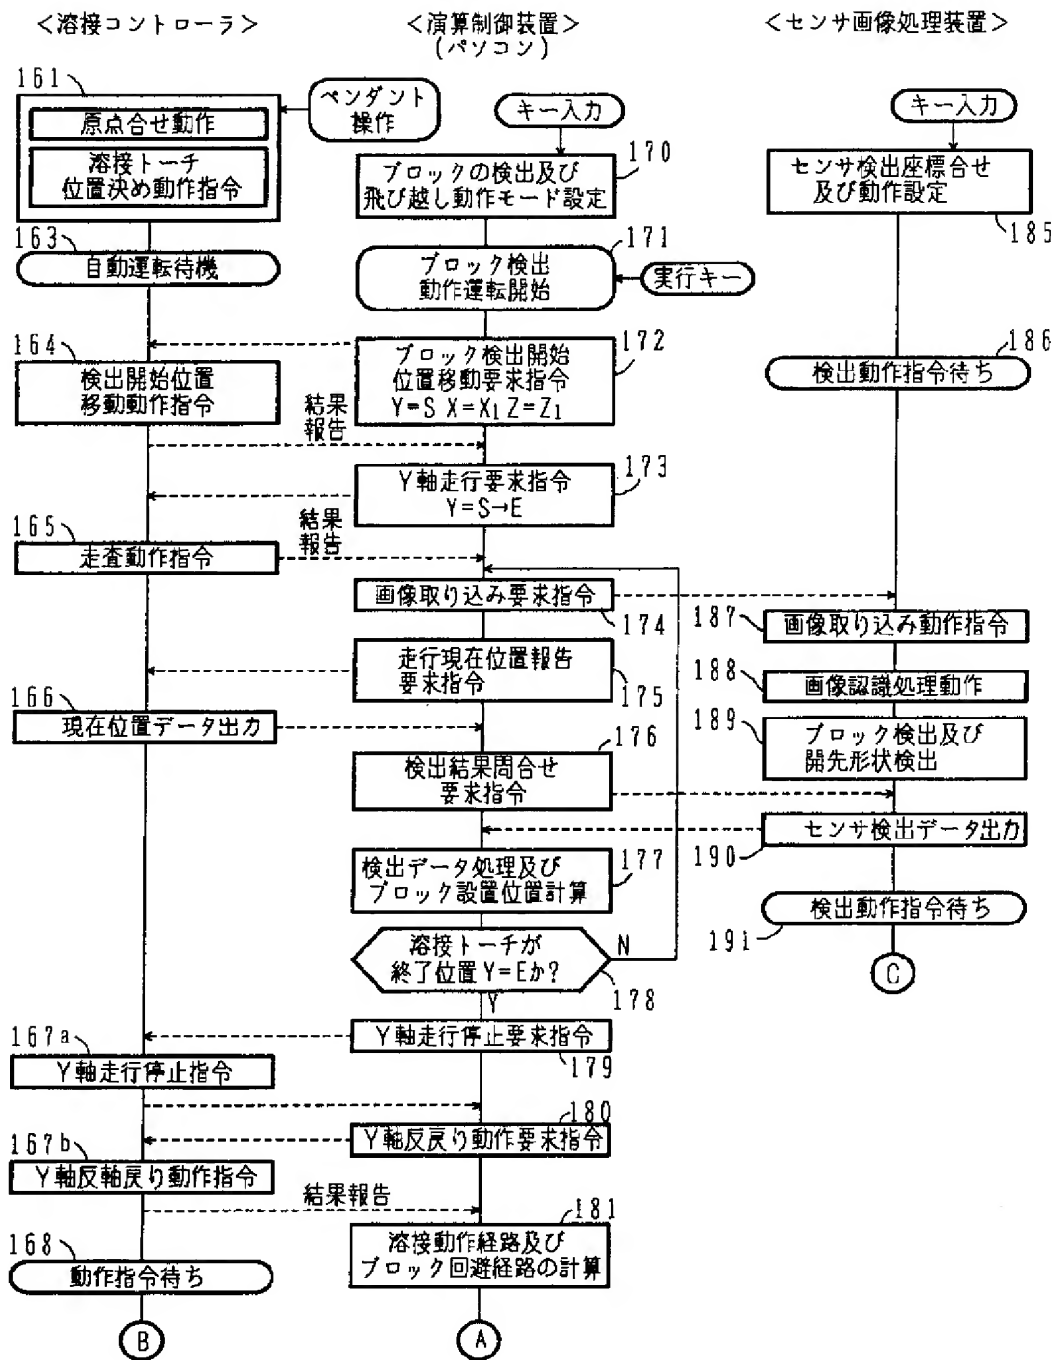 <溶接コントローラ>
<演算制御装置>
(パソコン)
<センサ画像処理装置>
161
原点合せ動作
溶接トーチ
位置決め動作指令
ペンダント
操作
キー入力
キー入力
170
ブロックの検出及び
飛び越し動作モード設定
センサ検出座標合せ
及び動作設定
185
163
自動運転待機
171
ブロック検出
動作運転開始
実行キー
164
検出開始位置
移動動作指令
172
ブロック検出開始
位置移動要求指令
Y=S X=X1 Z=Z1
186
検出動作指令待ち
結果
報告
173
Y軸走行要求指令
Y=S→E
165
走査動作指令
結果
報告
画像取り込み要求指令
174
187
画像取り込み動作指令
走行現在位置報告
要求指令
175
188
画像認識処理動作
166
現在位置データ出力
176
検出結果問合せ
要求指令
189
ブロック検出及び
開先形状検出
センサ検出データ出力
190
177
検出データ処理及び
ブロック設置位置計算
検出動作指令待ち
191
溶接トーチが
終了位置Y=Eか?
N
178
Y
C
167a
Y軸走行停止指令
Y軸走行停止要求指令
179
180
Y軸反戻り動作要求指令
167b
Y軸反軸戻り動作指令
結果報告
181
溶接動作経路及び
ブロック回避経路の計算
168
動作指令待ち
B
A